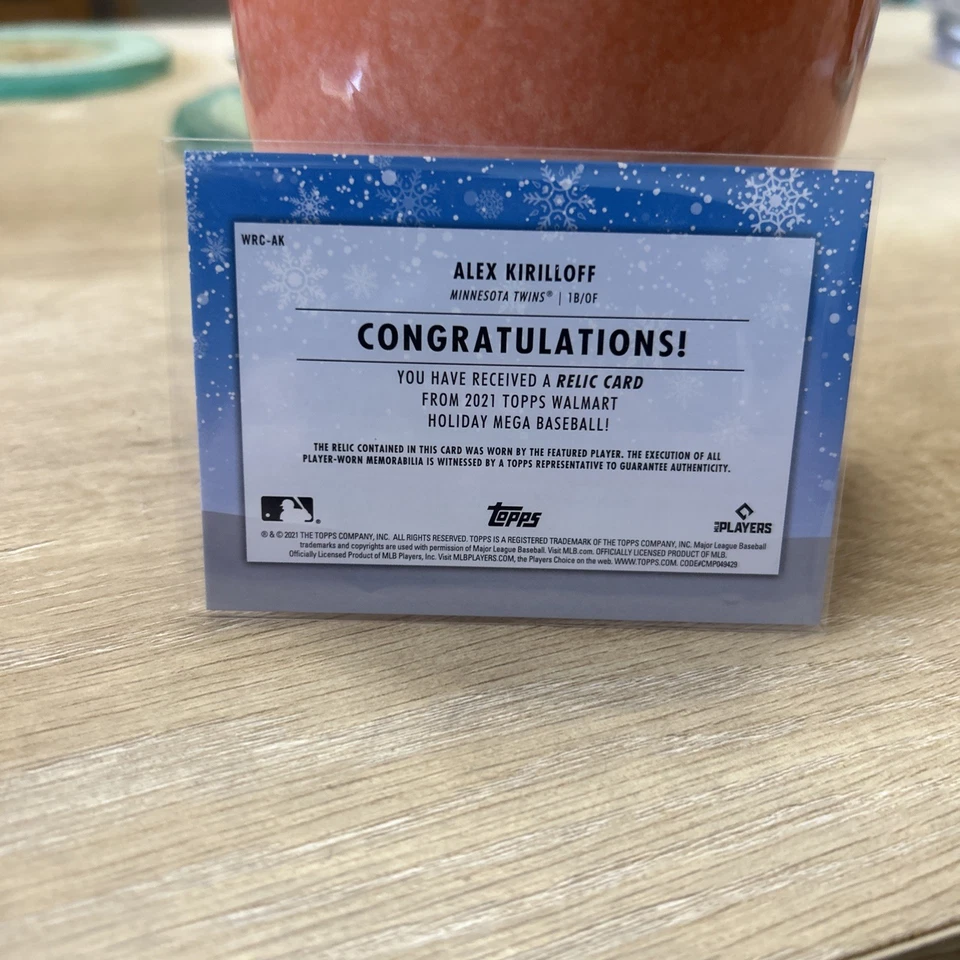 WRC-AK
ALEX KIRILLOFF
MINNESOTA TWINS® | 1B/OF
CONGRATULATIONS!
YOU HAVE RECEIVED A RELIC CARD
FROM 2021 TOPPS WALMART
HOLIDAY MEGA BASEBALL!
THE RELIC CONTAINED IN THIS CARD WAS WORN BY THE FEATURED PLAYER. THE EXECUTION OF ALL
PLAYER-WORN MEMORABILIA IS WITNESSED BY A TOPPS REPRESENTATIVE TO GUARANTEE AUTHENTICITY.
®
topps
MLB PLAYERS
® & © 2021 THE TOPPS COMPANY, INC. ALL RIGHTS RESERVED. TOPPS IS A REGISTERED TRADEMARK OF THE TOPPS COMPANY, INC. Major League Baseball
trademarks and copyrights are used with permission of Major League Baseball. Visit MLB.com. OFFICIALLY LICENSED PRODUCT OF MLB.
Officially Licensed Product of MLB Players, Inc. Visit MLBPLAYERS.COM, the Players Choice on the web. WWW.TOPPS.COM. CODE#CMP049429